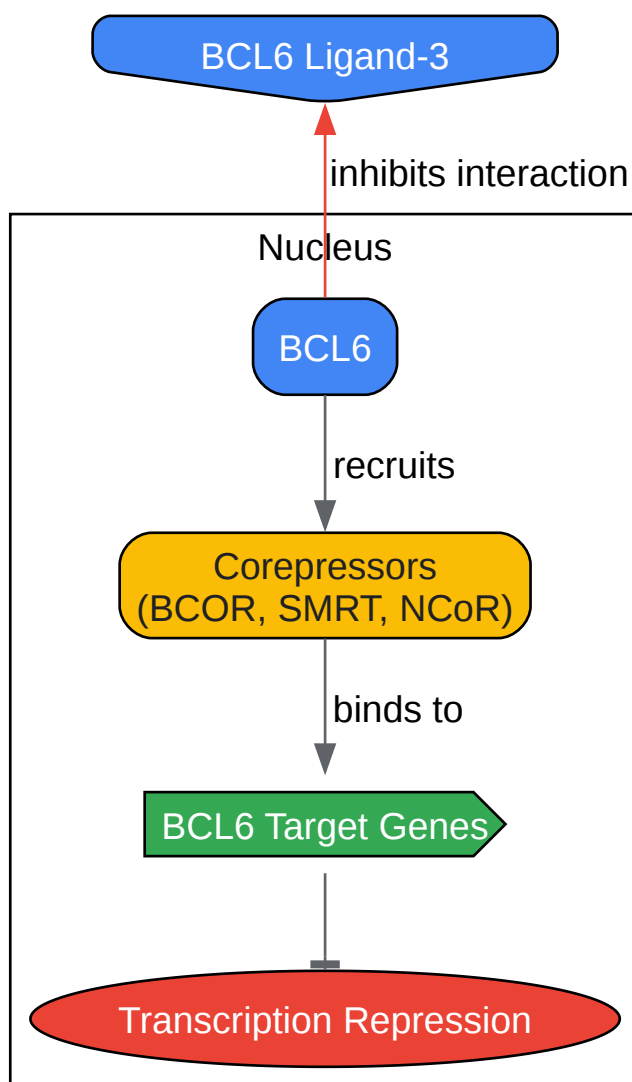 BCL6 Ligand-3
inhibits interaction
Nucleus
BCL6
recruits
Corepressors
(BCOR, SMRT, NCoR)
binds to
BCL6 Target Genes
Transcription Repression